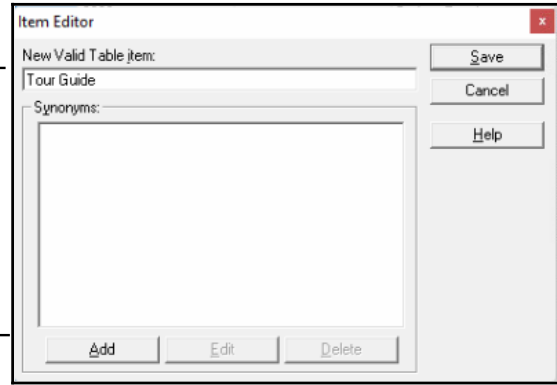 Item Editor
x
New Valid Table item:
Tour Guide
Save
Cancel
Help
Synonyms:
Add
Edit
Delete